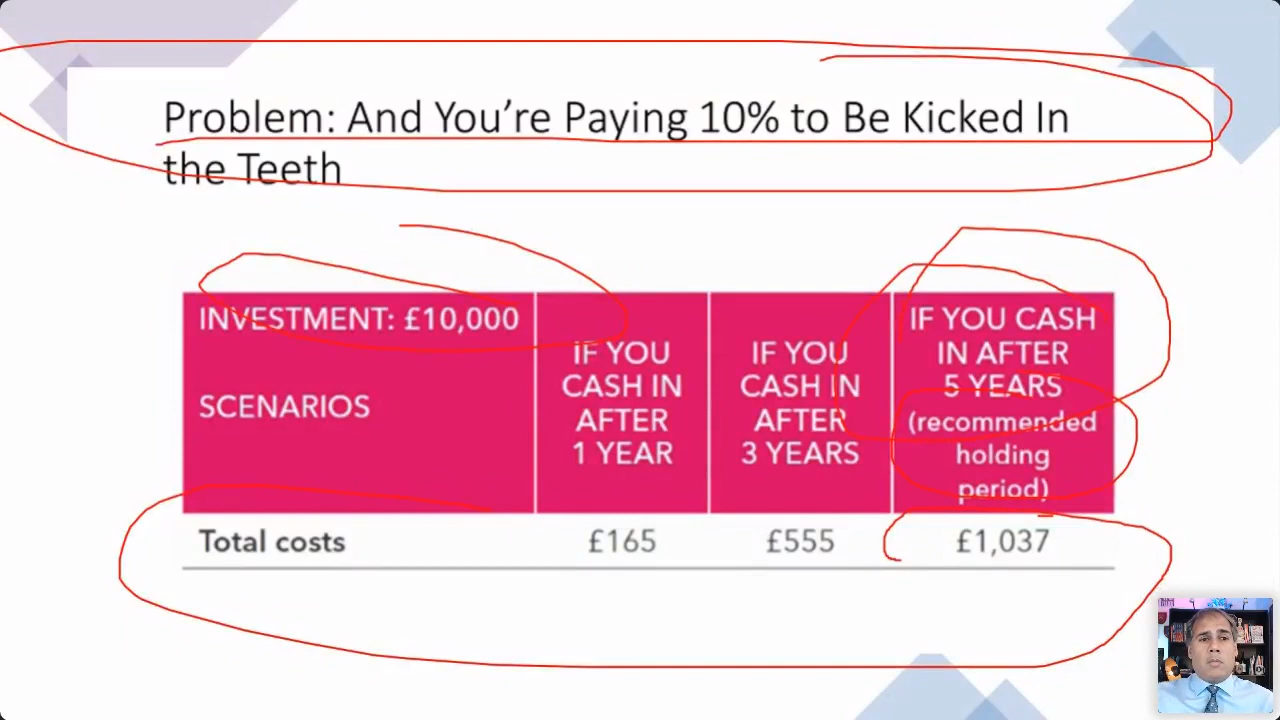 Problem: And You're Paying 10% to Be Kicked In
the Teeth
INVESTMENT: £10,000
SCENARIOS
IF YOU
CASH IN
AFTER
1 YEAR
IF YOU
CASH IN
AFTER
3 YEARS
IF YOU CASH
IN AFTER
5 YEARS
(recommended
holding
period)
Total costs £165 £555 £1,037